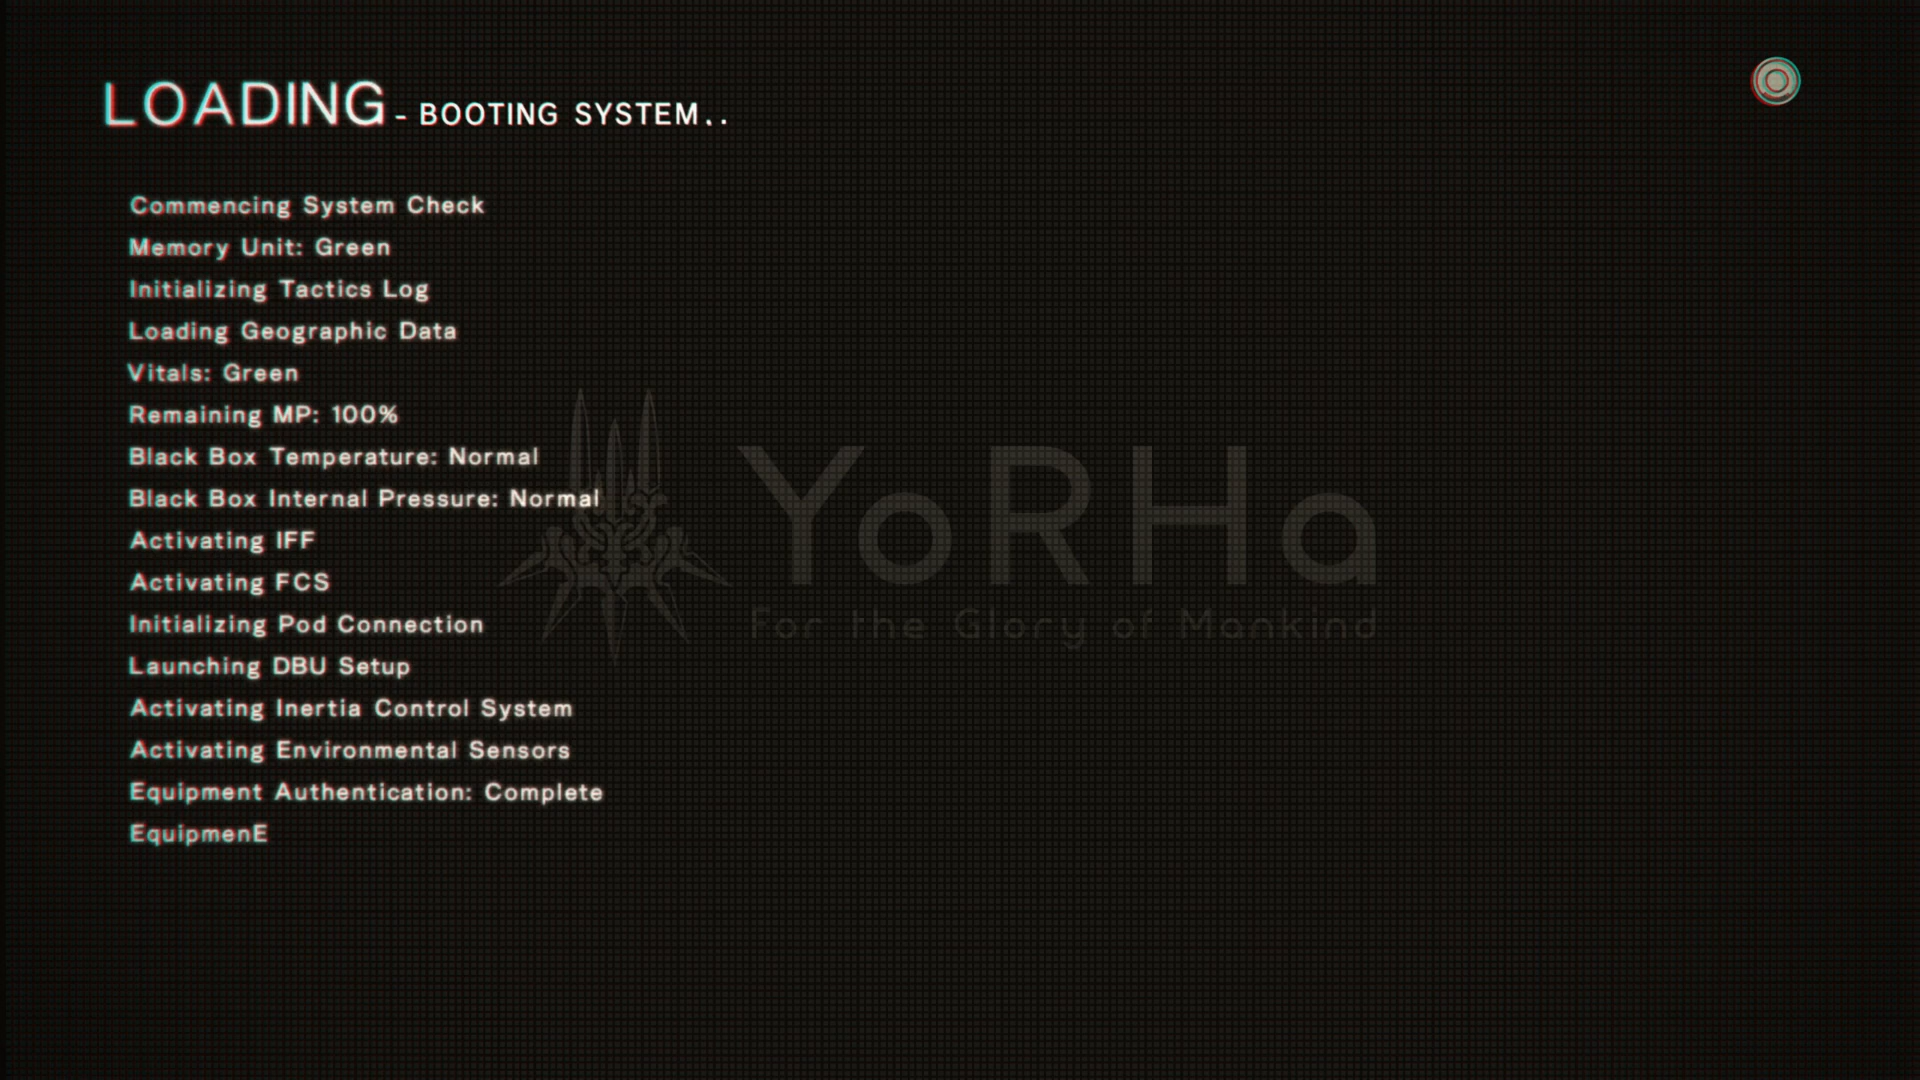 LOADING - BOOTING SYSTEM..
Commencing System Check
Memory Unit: Green
Initializing Tactics Log
Loading Geographic Data
Vitals: Green
Remaining MP: 100%
Black Box Temperature: Normal
Black Box Internal Pressure: Normal
Activating IFF
Activating FCS
Initializing Pod Connection
Launching DBU Setup
Activating Inertia Control System
Activating Environmental Sensors
Equipment Authentication: Complete
EquipmenE
YoRHa
For the Glory of Mankind